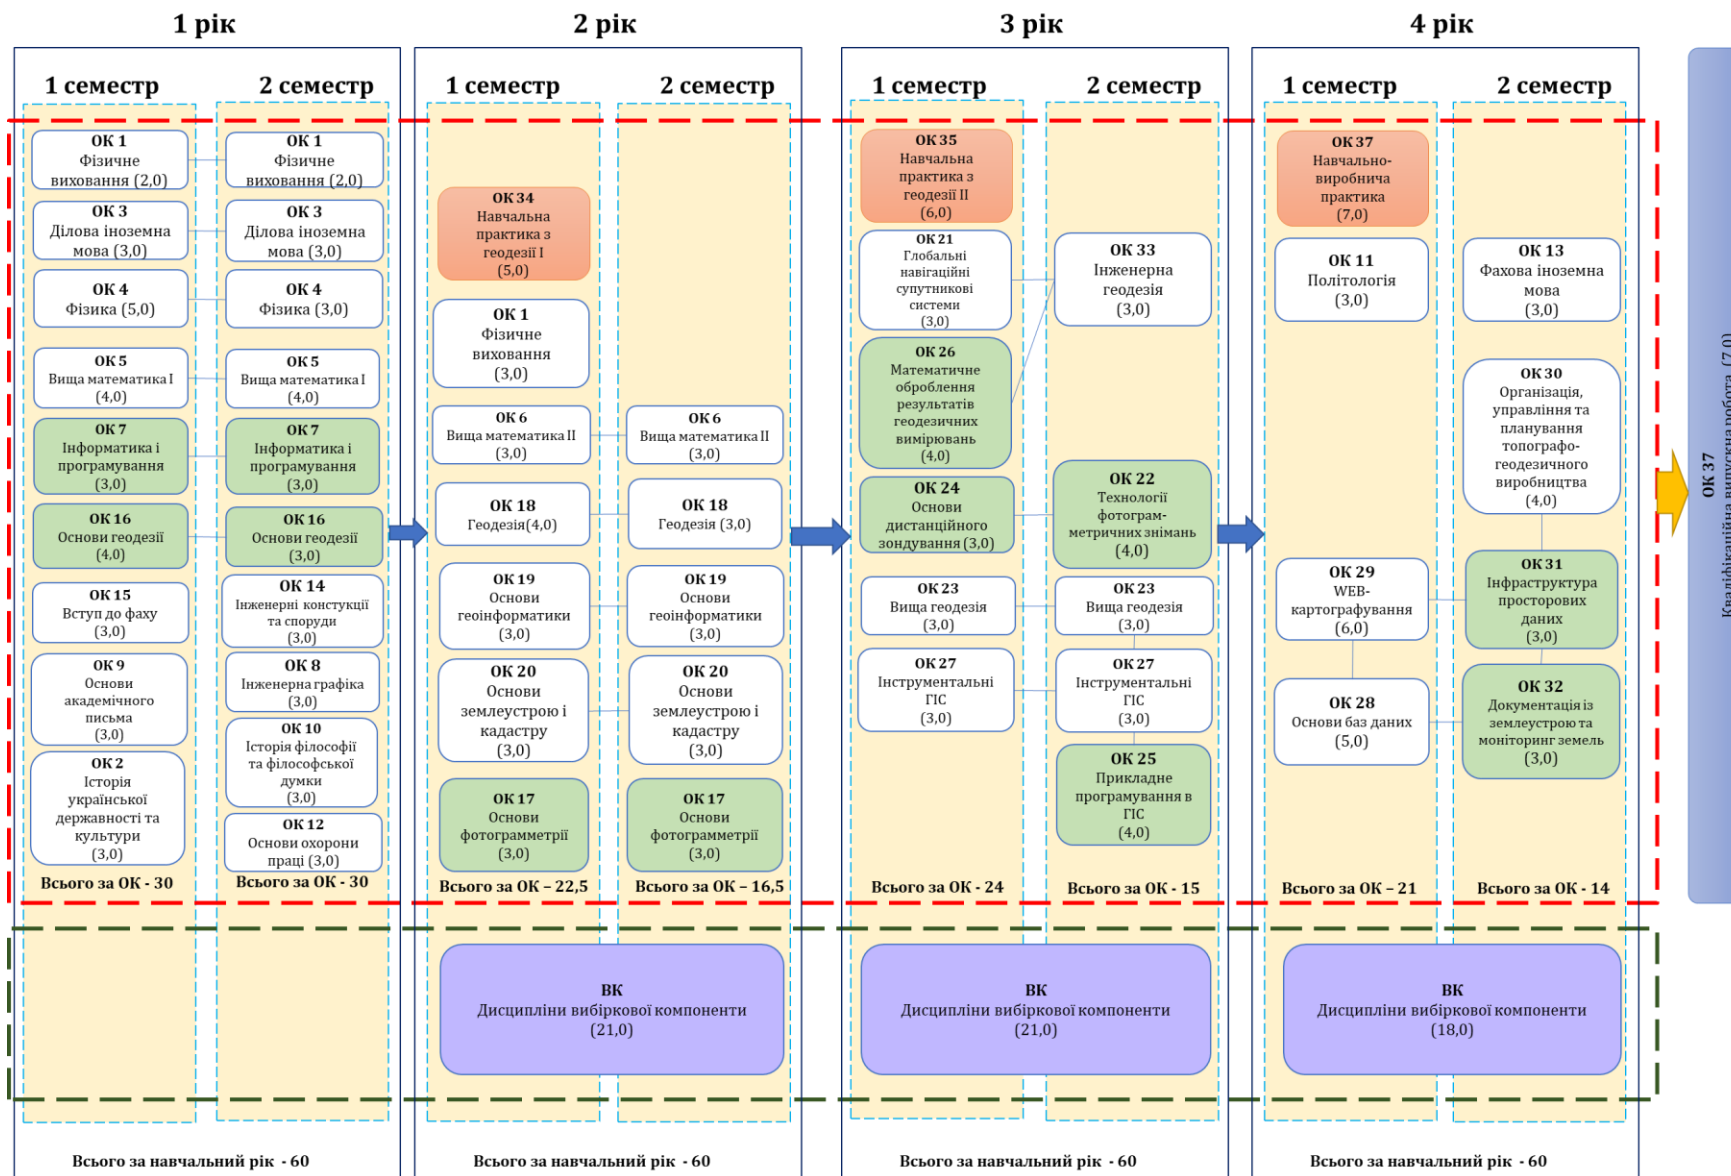 1 рік
1 семестр
ОК 1
Фізичне
виховання (2,0)
ОК 3
Ділова іноземна
мова (3,0)
ОК 4
Фізика (5,0)
ОК 5
Вища математика І
(4,0)
ОК 7
Інформатика і
програмування
(3,0)
ОК 16
Основи геодезії
(4,0)
ОК 15
Вступ до фаху
(3,0)
ОК 9
Основи
академічного
письма
(3,0)
ОК 2
Історія
української
державності та
культури
(3,0)
Всього за ОК - 30
2 семестр
ОК 1
Фізичне
виховання (2,0)
ОК 3
Ділова іноземна
мова (3,0)
ОК 4
Фізика (3,0)
ОК 5
Вища математика І
(4,0)
ОК 7
Інформатика і
програмування
(3,0)
ОК 16
Основи геодезії
(3,0)
ОК 14
Інженерні констукції
та споруди
(3,0)
ОК 8
Інженерна графіка
(3,0)
ОК 10
Історія філософії
та філософської
думки
(3,0)
ОК 12
Основи охорони
праці (3,0)
Всього за ОК - 30
Всього за навчальний рік - 60
2 рік
1 семестр
ОК 34
Навчальна
практика з
геодезії І
(5,0)
ОК 1
Фізичне
виховання
(3,0)
ОК 6
Вища математика ІІ
(3,0)
ОК 18
Геодезія(4,0)
ОК 19
Основи
геоінформатики
(3,0)
ОК 20
Основи
землеустрою і
кадастру
(3,0)
ОК 17
Основи
фотограмметрії
(3,0)
Всього за ОК – 22,5
2 семестр
ОК 6
Вища математика ІІ
(3,0)
ОК 18
Геодезія (3,0)
ОК 19
Основи
геоінформатики
(3,0)
ОК 20
Основи
землеустрою і
кадастру
(3,0)
ОК 17
Основи
фотограмметрії
(3,0)
Всього за ОК – 16,5
ВК
Дисципліни вибіркової компоненти
(21,0)
Всього за навчальний рік - 60
3 рік
1 семестр
ОК 35
Навчальна
практика з
геодезії ІІ
(6,0)
ОК 21
Глобальні
навігаційні
супутникові
системи
(3,0)
ОК 26
Математичне
оброблення
результатів
геодезичних
вимірювань
(4,0)
ОК 24
Основи
дистанційного
зондування (3,0)
ОК 23
Вища геодезія
(3,0)
ОК 27
Інструментальні
ГІС
(3,0)
Всього за ОК - 24
2 семестр
ОК 33
Інженерна
геодезія
(3,0)
ОК 22
Технології
фотограм-
метричних знімань
(4,0)
ОК 23
Вища геодезія
(3,0)
ОК 27
Інструментальні
ГІС
(3,0)
ОК 25
Прикладне
програмування в
ГІС
(4,0)
Всього за ОК - 15
ВК
Дисципліни вибіркової компоненти
(21,0)
Всього за навчальний рік - 60
4 рік
1 семестр
ОК 37
Навчально-
виробнича
практика
(7,0)
ОК 11
Політологія
(3,0)
ОК 29
WEB-
картографування
(6,0)
ОК 28
Основи баз даних
(5,0)
Всього за ОК – 21
2 семестр
ОК 13
Фахова іноземна
мова
(3,0)
ОК 30
Організація,
управління та
планування
топографо-
геодезичного
виробництва
(4,0)
ОК 31
Інфраструктура
просторових
даних
(3,0)
ОК 32
Документація із
землеустрою та
моніторинг земель
(3,0)
Всього за ОК - 14
ВК
Дисципліни вибіркової компоненти
(18,0)
Всього за навчальний рік - 60
ОК 37
Кваліфікаційна випускна робота (7,0)